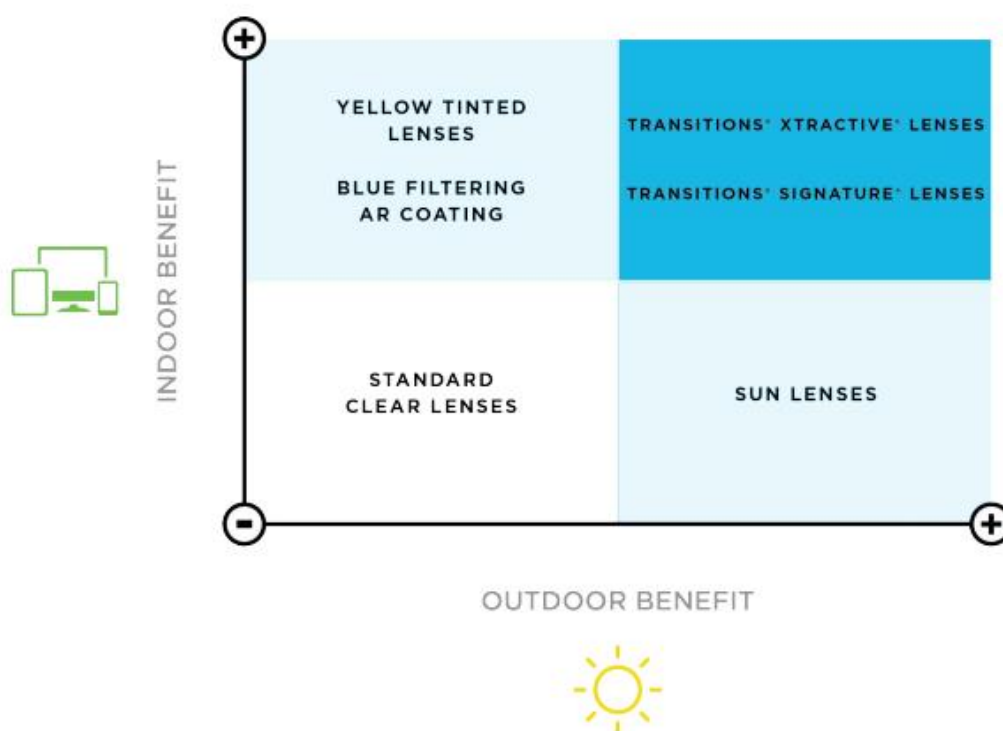 YELLOW TINTED
LENSES
BLUE FILTERING
AR COATING
TRANSITIONS® XTRACTIVE® LENSES
TRANSITIONS® SIGNATURE® LENSES
INDOOR BENEFIT
STANDARD
CLEAR LENSES
SUN LENSES
OUTDOOR BENEFIT